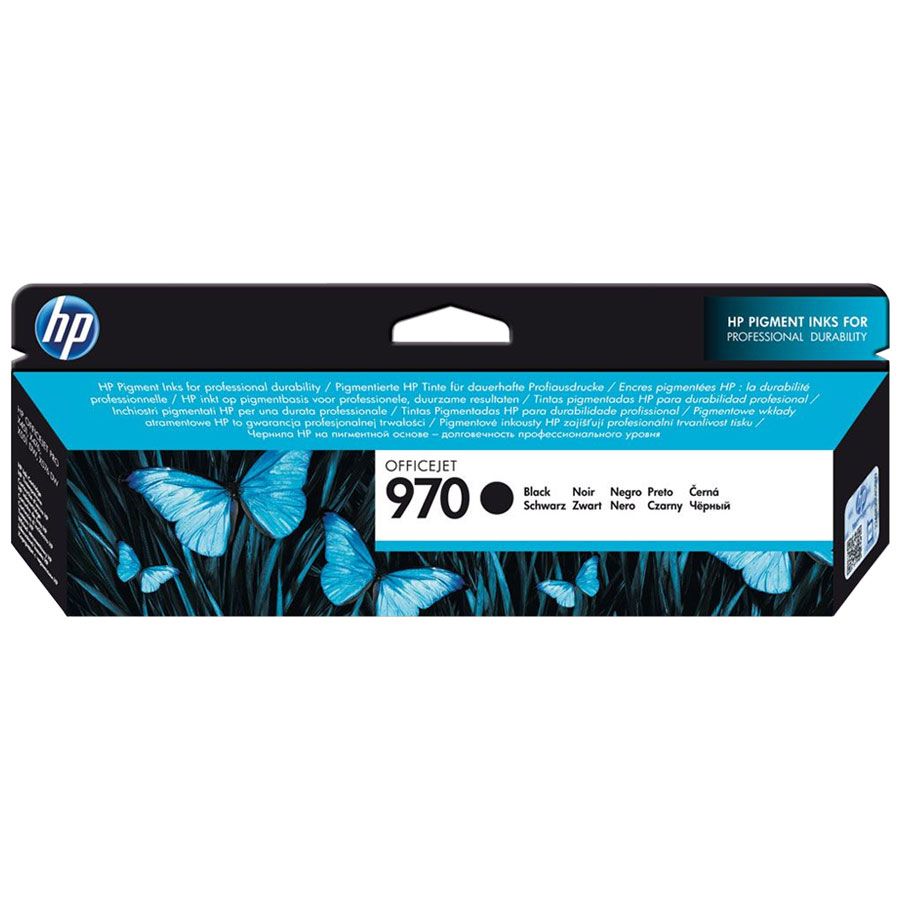 hp
HP PIGMENT INKS FOR
PROFESSIONAL DURABILITY
HP Pigment Inks for professional durability / Pigmentierte HP Tinte für dauerhafte Profiausdrucke / Encres pigmentées HP : la durabilité
professionnelle / HP inkt op pigmentbasis voor professionele, duurzame resultaten / Tintas pigmentadas HP para durabilidad profesional /
Inchiostri pigmentati HP per una durata professionale / Tintas Pigmentadas HP para durabilidade profissional / Pigmentowe wkłady
atramentowe HP to gwarancja profesjonalnej trwałości / Pigmentové inkousty HP zajišťují profesionální trvanlivost tisku /
Чернила HP на пигментной основе – долговечность профессионального уровня
HP OFFICEJET PRO
OFFICEJET
970
Black Noir Negro Preto Černá
Schwarz Zwart Nero Czarny Чёрный
hp